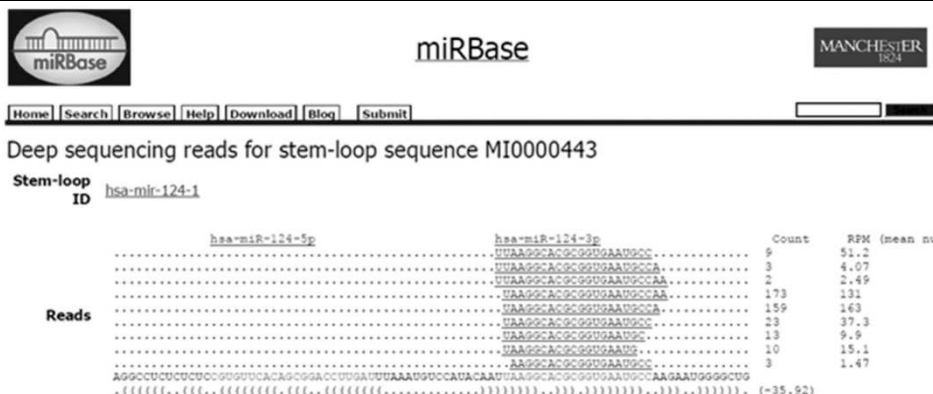 miRBase
miRBase
MANCHESTER
1824
Home Search Browse Help Download Blog Submit
Deep sequencing reads for stem-loop sequence MI0000443
Stem-loop ID hsa-mir-124-1
hsa-miR-124-5p hsa-miR-124-3p Count RPM (mean nu
...................................................UUAAGGCACGCGGUGAAUGCC............. 9 51.2
...................................................UUAAGGCACGCGGUGAAUGCCA............ 3 4.07
...................................................UUAAGGCACGCGGUGAAUGCCAA........... 2 2.49
....................................................UAAGGCACGCGGUGAAUGCCAA........... 173 131
Reads
....................................................UAAGGCACGCGGUGAAUGCCA............ 159 163
....................................................UAAGGCACGCGGUGAAUGCC............. 23 37.3
....................................................UAAGGCACGCGGUGAAUGC.............. 13 9.9
....................................................UAAGGCACGCGGUGAAUG............... 10 15.1
.....................................................AAGGCACGCGGUGAAUGCC............. 3 1.47
AGGCCUCUCUCUCCGUGUUCACAGCGGACCUUGAUUUAAAUGUCCAUACAAUUAAGGCACGCGGUGAAUGCCAAGAAUGGGGCUG
(-35.92)